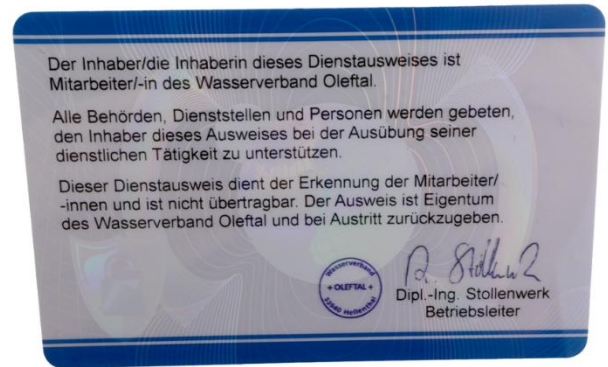 Der Inhaber/die Inhaberin dieses Dienstausweises ist
Mitarbeiter/-in des Wasserverband Oleftal.
Alle Behörden, Dienststellen und Personen werden gebeten,
den Inhaber dieses Ausweises bei der Ausübung seiner
dienstlichen Tätigkeit zu unterstützen.
Dieser Dienstausweis dient der Erkennung der Mitarbeiter/
-innen und ist nicht übertragbar. Der Ausweis ist Eigentum
des Wasserverband Oleftal und bei Austritt zurückzugeben.
Wasserverband
+ OLEFTAL +
53940 Hellenthal
Dipl.-Ing. Stollenwerk
Betriebsleiter